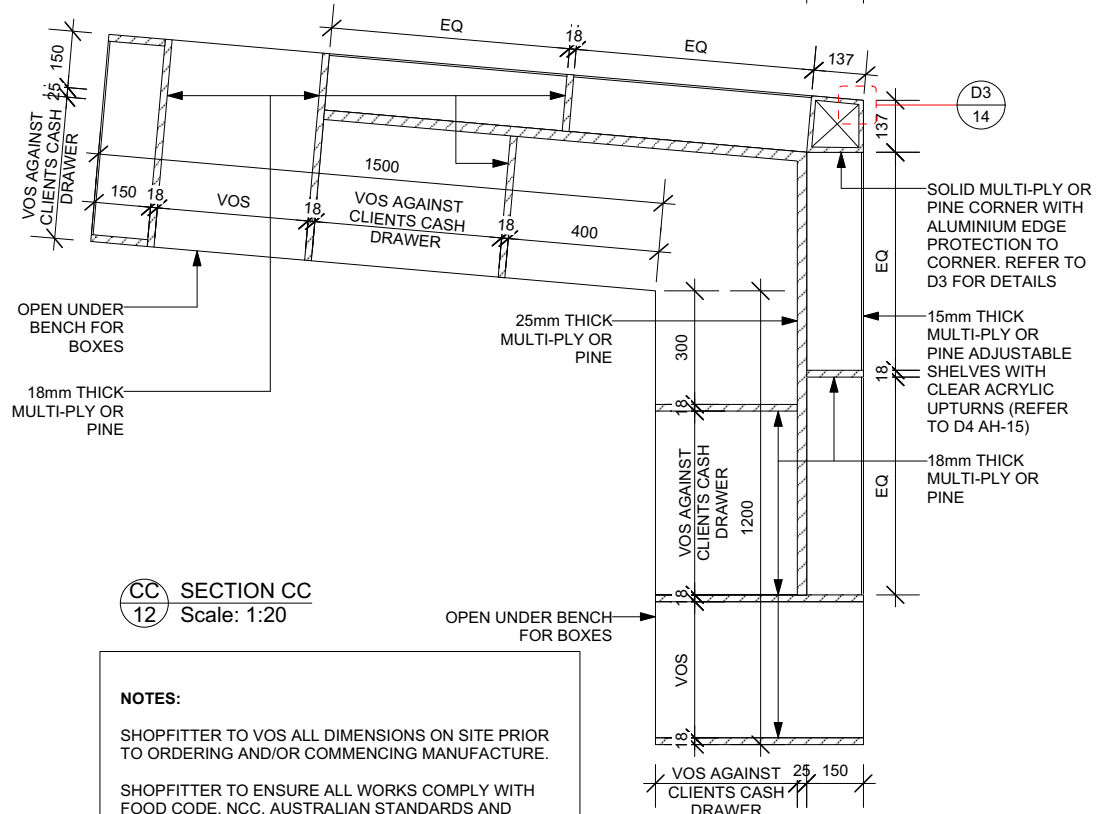 EQ
18
EQ
137
D3
14
137
150
25
VOS AGAINST
CLIENTS CASH
DRAWER
1500
150
18
VOS
18
VOS AGAINST
CLIENTS CASH
DRAWER
18
400
SOLID MULTI-PLY OR
PINE CORNER WITH
ALUMINIUM EDGE
PROTECTION TO
CORNER. REFER TO
D3 FOR DETAILS
EQ
OPEN UNDER
BENCH FOR
BOXES
18mm THICK
MULTI-PLY OR
PINE
25mm THICK
MULTI-PLY OR
PINE
300
15mm THICK
MULTI-PLY OR
PINE ADJUSTABLE
SHELVES WITH
CLEAR ACRYLIC
UPTURNS (REFER
TO D4 AH-15)
18
18
VOS AGAINST
CLIENTS CASH
DRAWER
1200
EQ
18mm THICK
MULTI-PLY OR
PINE
CC
12
SECTION CC
Scale: 1:20
OPEN UNDER BENCH
FOR BOXES
18
VOS
18
VOS AGAINST
CLIENTS CASH
DRAWER
25
150
NOTES:
SHOPFITTER TO VOS ALL DIMENSIONS ON SITE PRIOR
TO ORDERING AND/OR COMMENCING MANUFACTURE.
SHOPFITTER TO ENSURE ALL WORKS COMPLY WITH
FOOD CODE, NCC, AUSTRALIAN STANDARDS AND